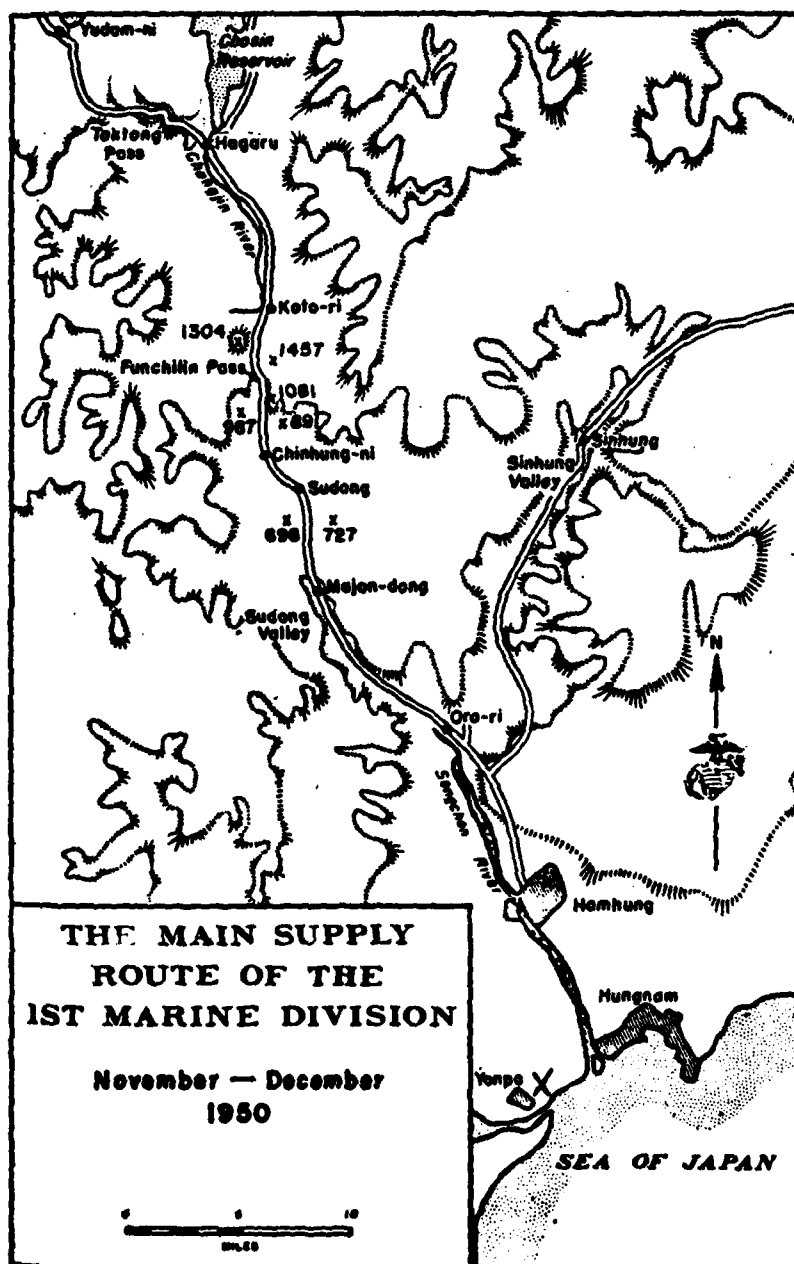 Yudam-ni
Chosin
Reservoir
Toktong
Pass
Hagaru
Changjin River
Koto-ri
1304
1457
Funchilin Pass
1081
987
891
Chinhung-ni
Sudong
698
727
Majon-dong
Sudong
Valley
Sinhung
Sinhung
Valley
N
Oro-ri
Songchon
River
Hamhung
Hungnam
Yonpo
SEA OF JAPAN
THE MAIN SUPPLY
ROUTE OF THE
1ST MARINE DIVISION
November — December
1950
10
MILES